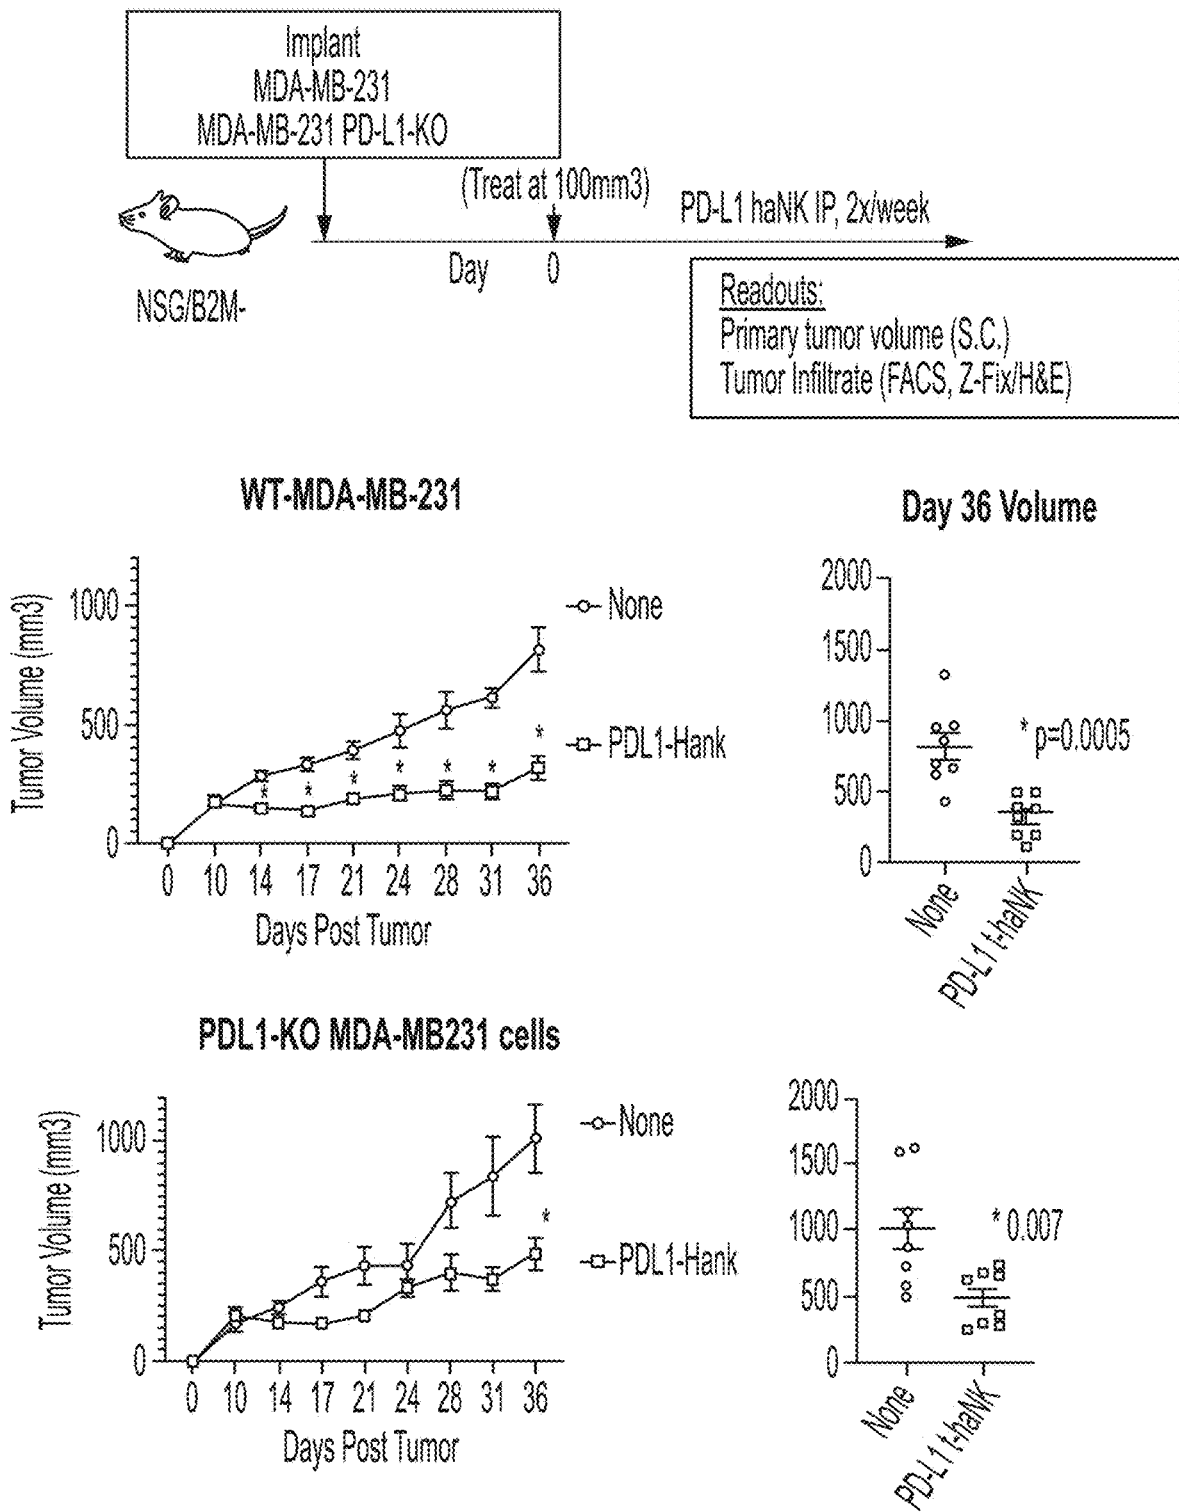 Implant
MDA-MB-231
MDA-MB-231 PD-L1-KO
(Treat at 100mm3)
PD-L1 haNK IP, 2x/week
Day 0
NSG/B2M-
Readouts:
Primary tumor volume (S.C.)
Tumor Infiltrate (FACS, Z-Fix/H&E)
WT-MDA-MB-231
Tumor Volume (mm3)
1000
500
0
0 10 14 17 21 24 28 31 36
Days Post Tumor
None
PDL1-Hank
* * * * * * * *
Day 36 Volume
2000
1500
1000
500
0
* p=0.0005
None
PD-L1 t-haNK
PDL1-KO MDA-MB231 cells
Tumor Volume (mm3)
1000
500
0
0 10 14 17 21 24 28 31 36
Days Post Tumor
None
PDL1-Hank
*
2000
1500
1000
500
0
* 0.007
None
PD-L1 t-haNK